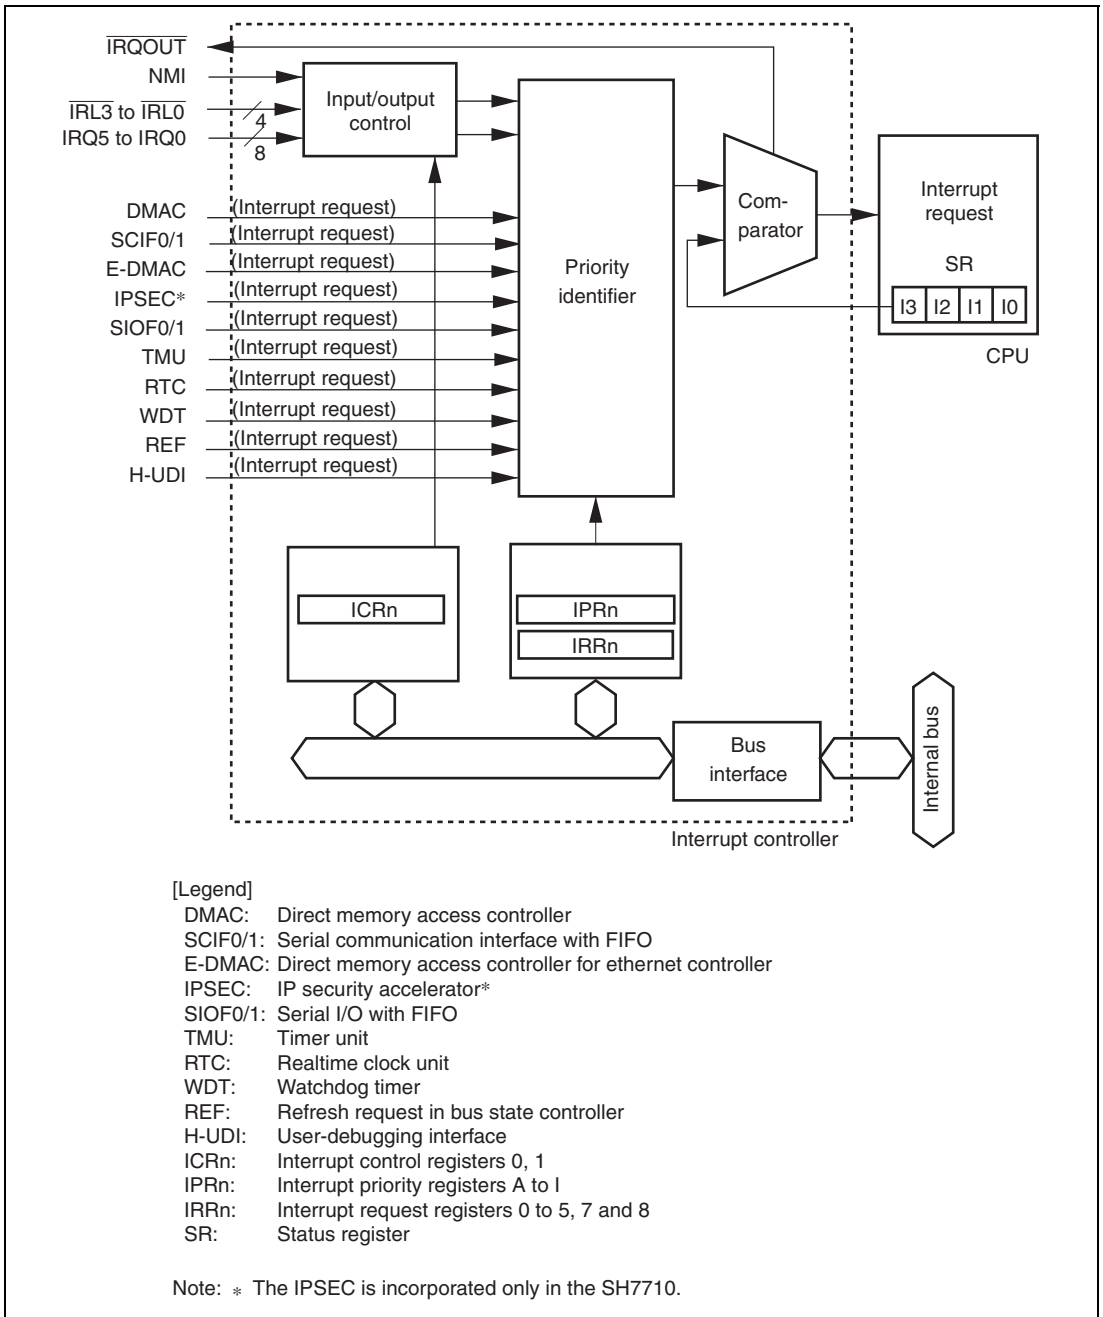 IRQOUT
NMI
IRL3 to IRL0
4
IRQ5 to IRQ0
8
Input/output
control
DMAC (Interrupt request)
SCIF0/1 (Interrupt request)
E-DMAC (Interrupt request)
IPSEC* (Interrupt request)
SIOF0/1 (Interrupt request)
TMU (Interrupt request)
RTC (Interrupt request)
WDT (Interrupt request)
REF (Interrupt request)
H-UDI (Interrupt request)
Priority
identifier
Com-
parator
Interrupt
request
SR
I3 I2 I1 I0
CPU
ICRn
IPRn
IRRn
Bus
interface
Internal bus
Interrupt controller
[Legend]
DMAC: Direct memory access controller
SCIF0/1: Serial communication interface with FIFO
E-DMAC: Direct memory access controller for ethernet controller
IPSEC: IP security accelerator*
SIOF0/1: Serial I/O with FIFO
TMU: Timer unit
RTC: Realtime clock unit
WDT: Watchdog timer
REF: Refresh request in bus state controller
H-UDI: User-debugging interface
ICRn: Interrupt control registers 0, 1
IPRn: Interrupt priority registers A to I
IRRn: Interrupt request registers 0 to 5, 7 and 8
SR: Status register
Note: * The IPSEC is incorporated only in the SH7710.